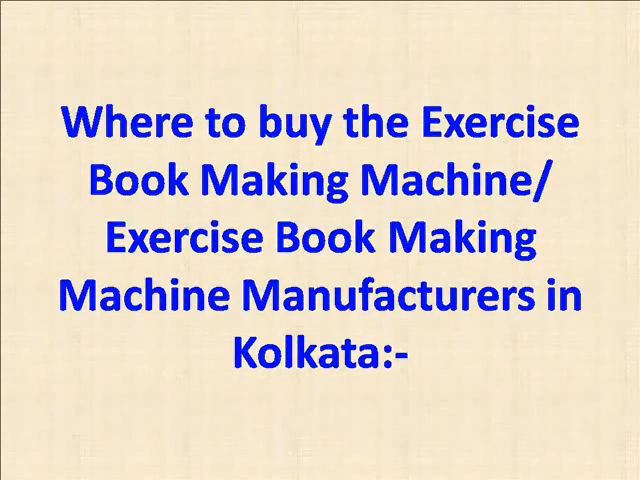 Where to buy the Exercise
Book Making Machine/
Exercise Book Making
Machine Manufacturers in
Kolkata:-